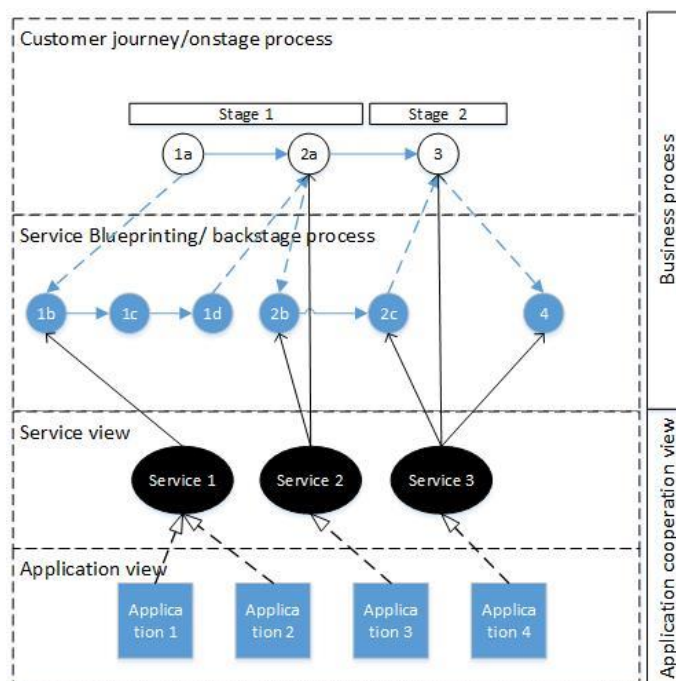 Customer journey/onstage process
Stage 1
Stage 2
1a
2a
3
Service Blueprinting/ backstage process
1b
1c
1d
2b
2c
4
Service view
Service 1
Service 2
Service 3
Application view
Applica
tion 1
Applica
tion 2
Applica
tion 3
Applica
tion 4
Business process
Application cooperation view